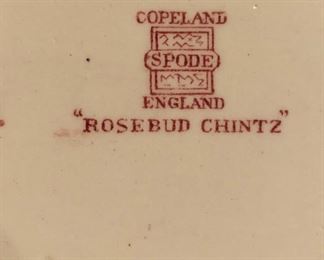 COPELAND
SPODE
ENGLAND
"ROSEBUD CHINTZ"